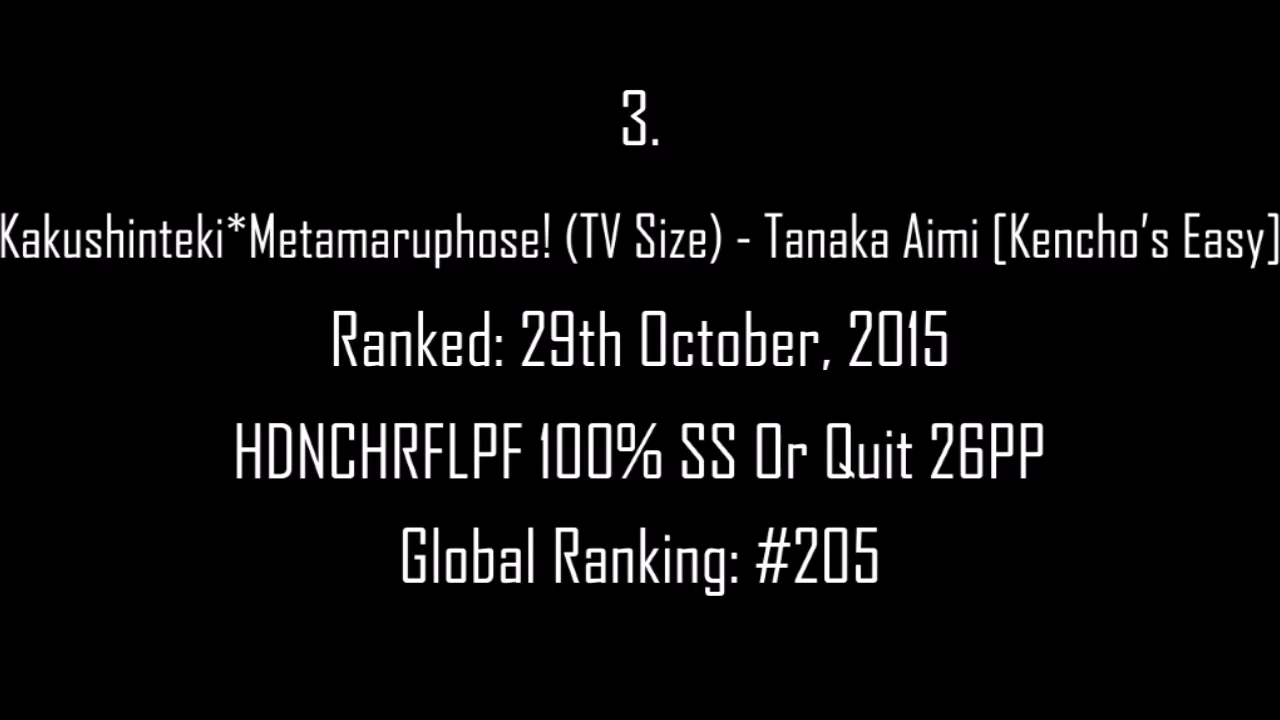 3.
Kakushinteki*Metamaruphose! (TV Size) - Tanaka Aimi [Kencho's Easy]
Ranked: 29th October, 2015
HDNCHRFLPF 100% SS Or Quit 26PP
Global Ranking: #205